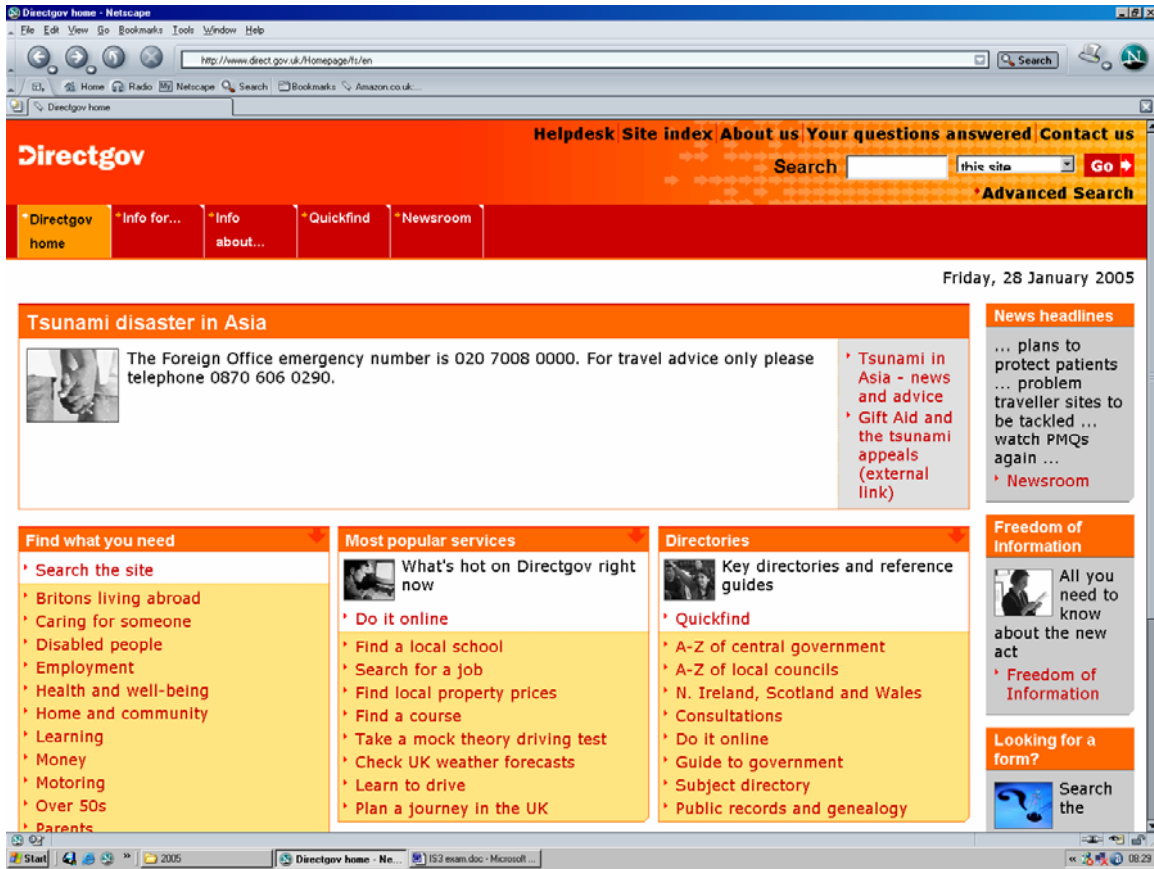 Directgov home - Netscape
File Edit View Go Bookmarks Tools Window Help
http://www.direct.gov.uk/Homepage/fs/en
Search
Home Radio My Netscape Search Bookmarks Amazon.co.uk:...
Directgov home
Helpdesk Site index About us Your questions answered Contact us
Directgov
Search this site Go
Advanced Search
Directgov home
Info for...
Info about...
Quickfind
Newsroom
Friday, 28 January 2005
Tsunami disaster in Asia
The Foreign Office emergency number is 020 7008 0000. For travel advice only please
telephone 0870 606 0290.
Tsunami in
Asia - news
and advice
Gift Aid and
the tsunami
appeals
(external
link)
News headlines
... plans to
protect patients
... problem
traveller sites to
be tackled ...
watch PMQs
again ...
Newsroom
Find what you need
Search the site
Britons living abroad
Caring for someone
Disabled people
Employment
Health and well-being
Home and community
Learning
Money
Motoring
Over 50s
Parents
Most popular services
What's hot on Directgov right
now
Do it online
Find a local school
Search for a job
Find local property prices
Find a course
Take a mock theory driving test
Check UK weather forecasts
Learn to drive
Plan a journey in the UK
Directories
Key directories and reference
guides
Quickfind
A-Z of central government
A-Z of local councils
N. Ireland, Scotland and Wales
Consultations
Do it online
Guide to government
Subject directory
Public records and genealogy
Freedom of
Information
All you
need to
know
about the new
act
Freedom of
Information
Looking for a
form?
Search
the
Start » 2005 Directgov home - Ne... IS3 exam.doc - Microsoft ... « 08:29